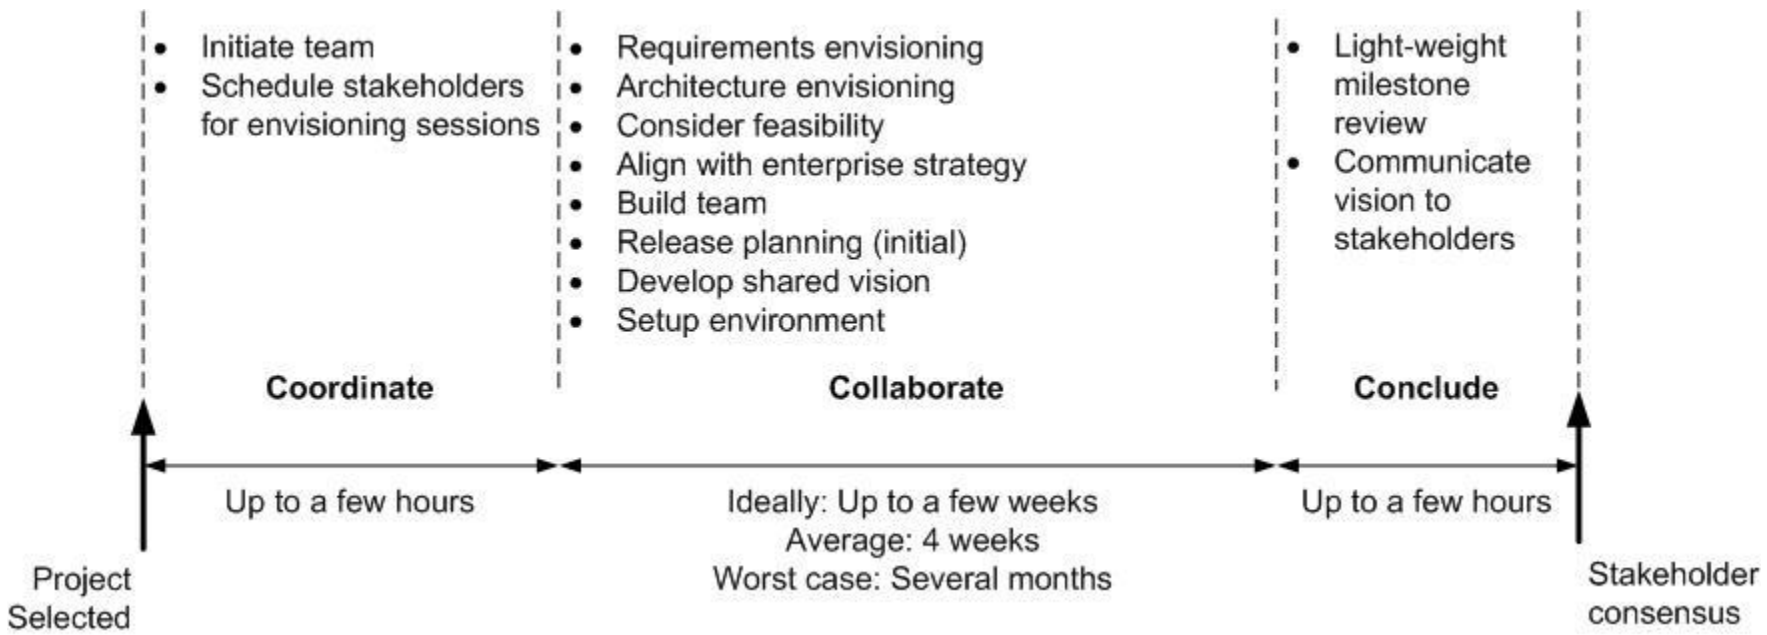 • Initiate team
• Schedule stakeholders
for envisioning sessions
• Requirements envisioning
• Architecture envisioning
• Consider feasibility
• Align with enterprise strategy
• Build team
• Release planning (initial)
• Develop shared vision
• Setup environment
• Light-weight
milestone
review
• Communicate
vision to
stakeholders
Coordinate
Collaborate
Conclude
Up to a few hours
Ideally: Up to a few weeks
Average: 4 weeks
Worst case: Several months
Up to a few hours
Project
Selected
Stakeholder
consensus